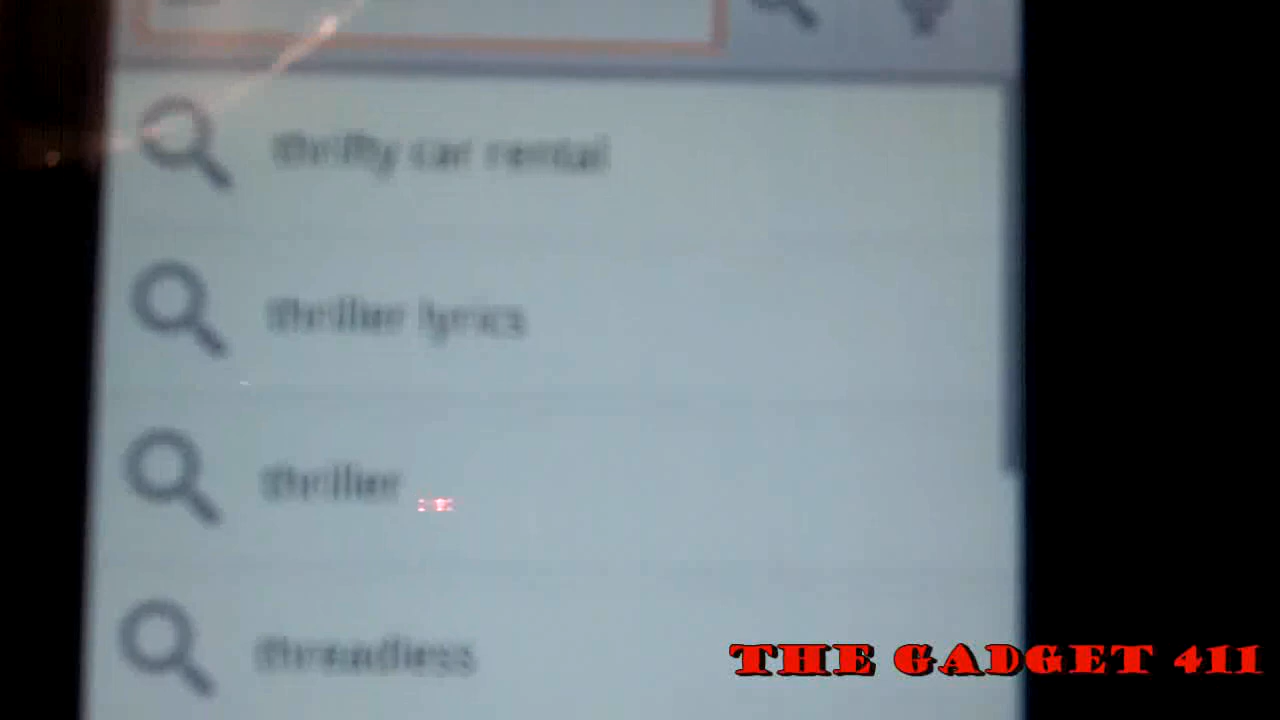 thrifty car rental
thriller lyrics
thriller
threadless
THE GADGET 411